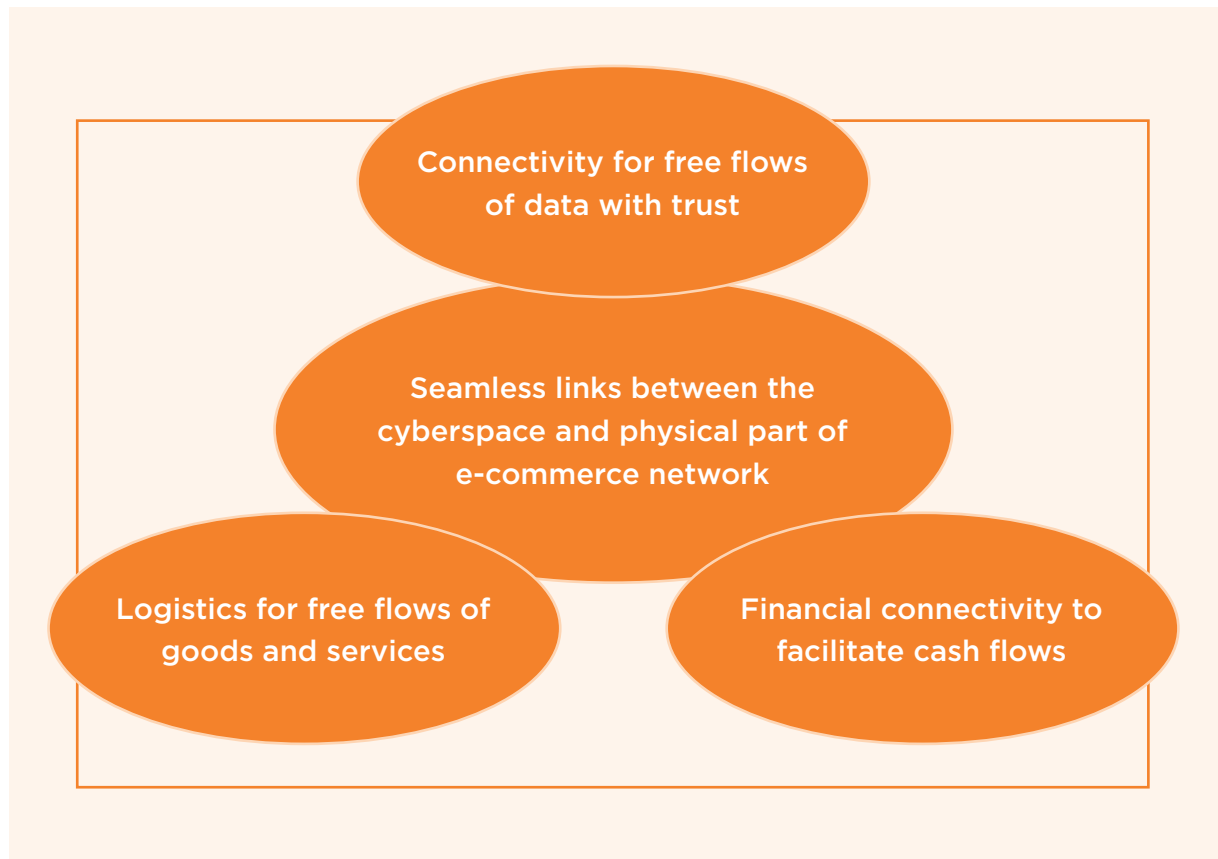 Connectivity for free flows
of data with trust
Seamless links between the
cyberspace and physical part of
e-commerce network
Logistics for free flows of
goods and services
Financial connectivity to
facilitate cash flows